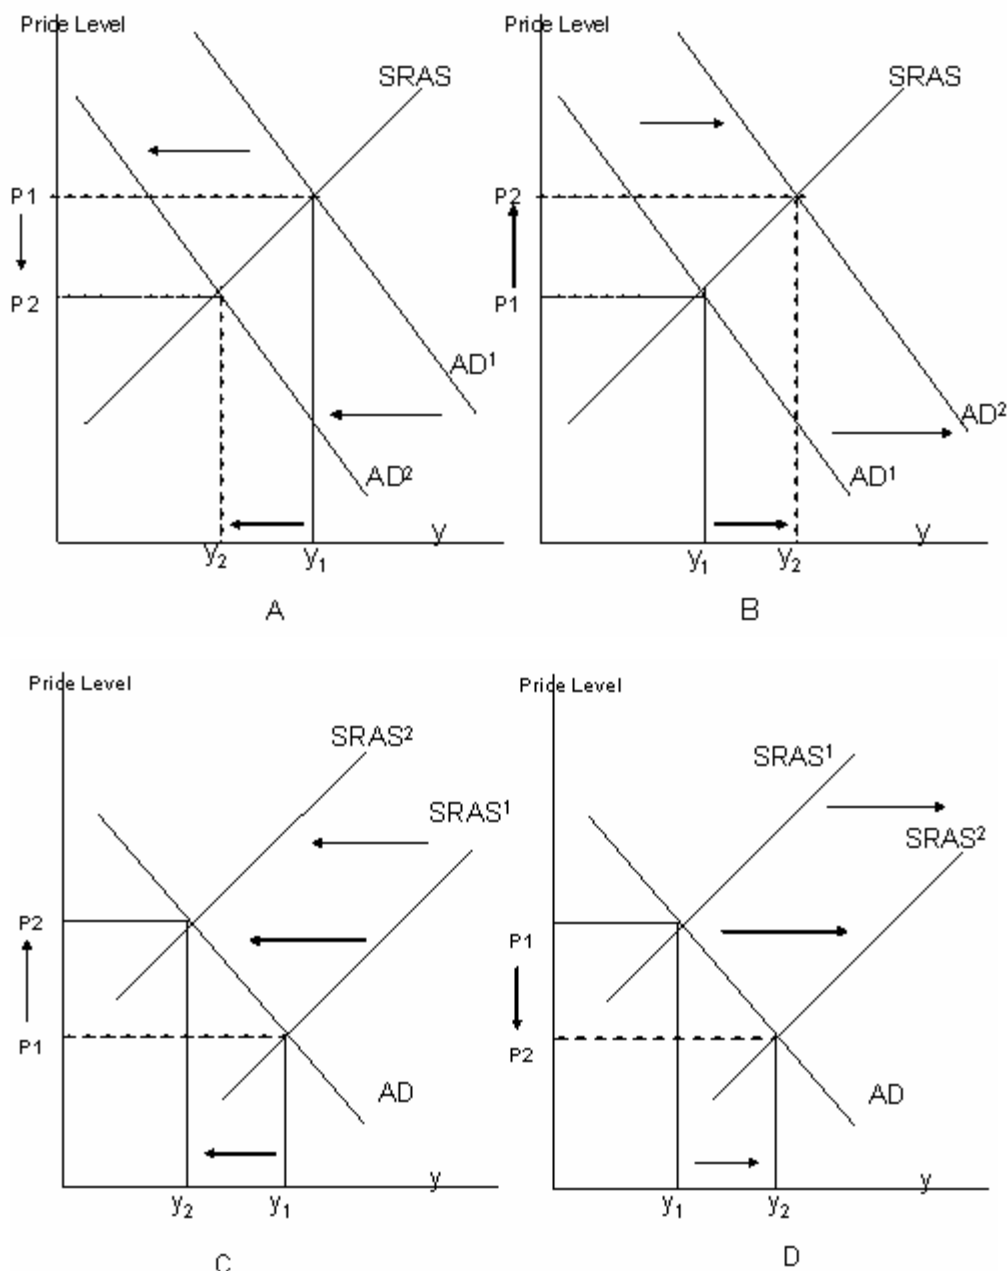 Price Level
SRAS
P1
P2
AD¹
AD²
y
y₂
y₁
A
Price Level
SRAS
P2
P1
AD²
AD¹
y
y₁
y₂
B
Price Level
SRAS²
SRAS¹
P2
P1
AD
y
y₂
y₁
C
Price Level
SRAS¹
SRAS²
P1
P2
AD
y
y₁
y₂
D